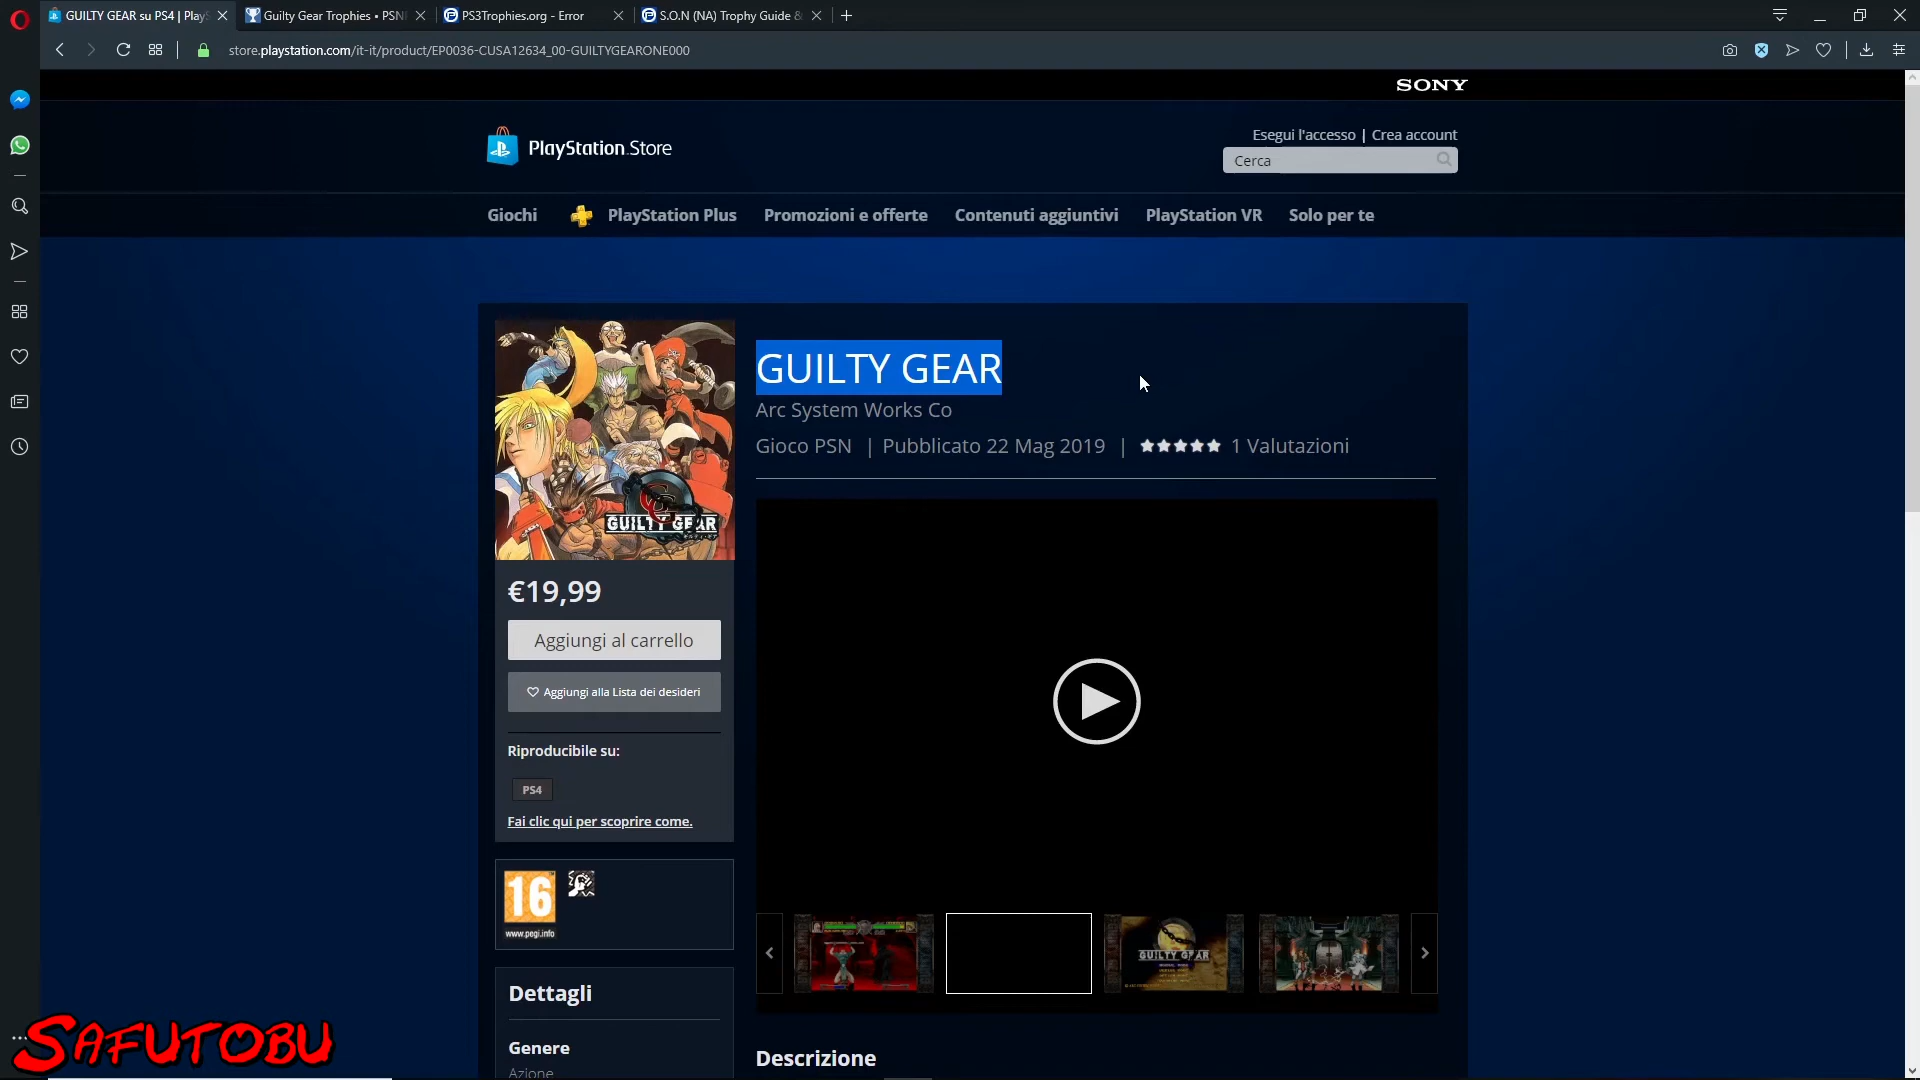 GUILTY GEAR su PS4 | Play
Guilty Gear Trophies • PSN
PS3Trophies.org - Error
S.O.N (NA) Trophy Guide &
store.playstation.com/it-it/product/EP0036-CUSA12634_00-GUILTYGEARONE000
SONY
PlayStation.Store
Esegui l'accesso | Crea account
Cerca
Giochi
PlayStation Plus
Promozioni e offerte
Contenuti aggiuntivi
PlayStation VR
Solo per te
GUILTY GEAR
GUILTY GEAR
Arc System Works Co
Gioco PSN | Pubblicato 22 Mag 2019 | ★★★★★ 1 Valutazioni
€19,99
Aggiungi al carrello
Aggiungi alla Lista dei desideri
Riproducibile su:
PS4
Fai clic qui per scoprire come.
16
www.pegi.info
GUILTY GEAR
Dettagli
Genere
Azione
Descrizione
SAFUTOBU